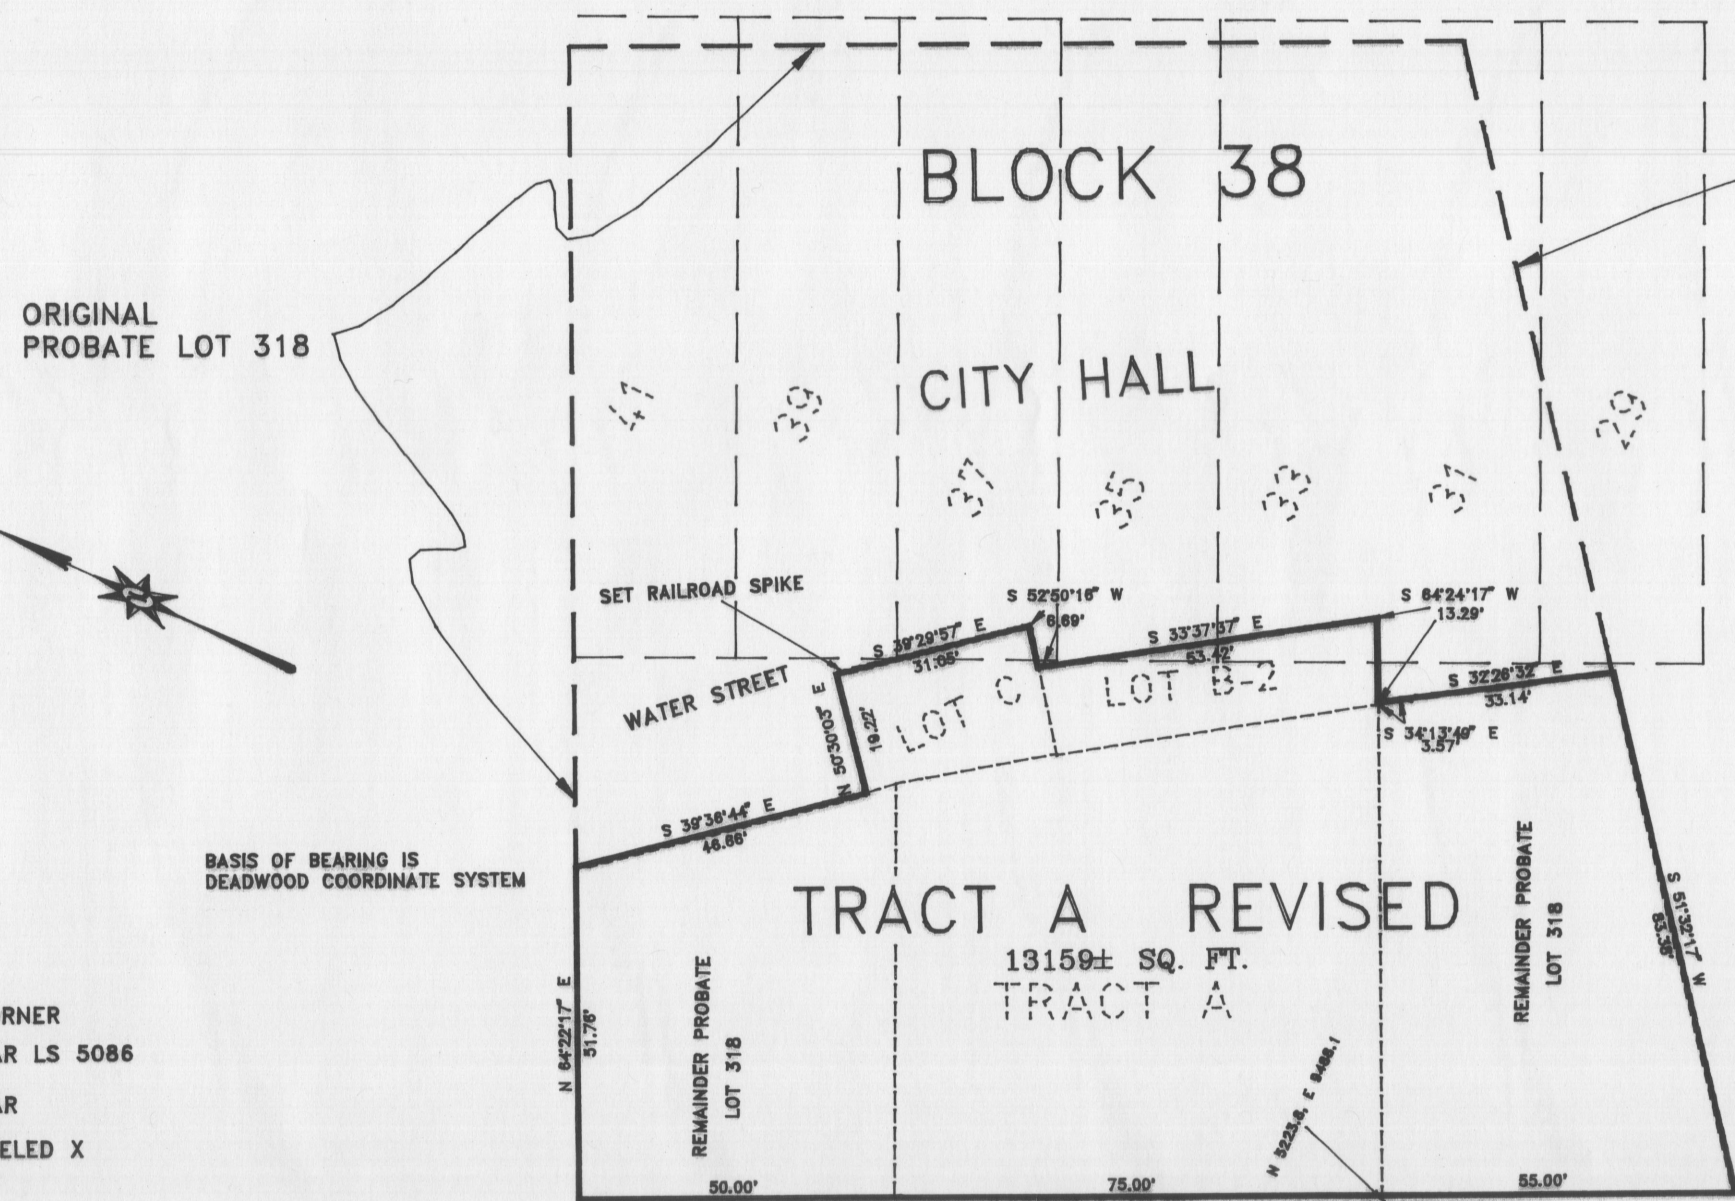 BLOCK 38
ORIGINAL
PROBATE LOT 318
CITY HALL
41
39
37
35
33
31
29
SET RAILROAD SPIKE
S 52°50'16" W
6.69'
S 64°24'17" W
13.29'
S 39°29'57" E
31.05'
S 33°37'37" E
53.42'
S 32°26'32" E
33.14'
WATER STREET
LOT C
LOT B-2
N 50°30'03" E
19.22'
S 34°13'49" E
3.57'
S 39°36'44" E
46.66'
BASIS OF BEARING IS
DEADWOOD COORDINATE SYSTEM
TRACT A REVISED
13159± SQ. FT.
TRACT A
REMAINDER PROBATE
LOT 318
REMAINDER PROBATE
LOT 318
S 51°32'17" W
83.38'
N 64°22'17" E
51.76'
RNER
AR LS 5086
AR
ELED X
N 5223.8, E 9488.1
50.00'
75.00'
55.00'